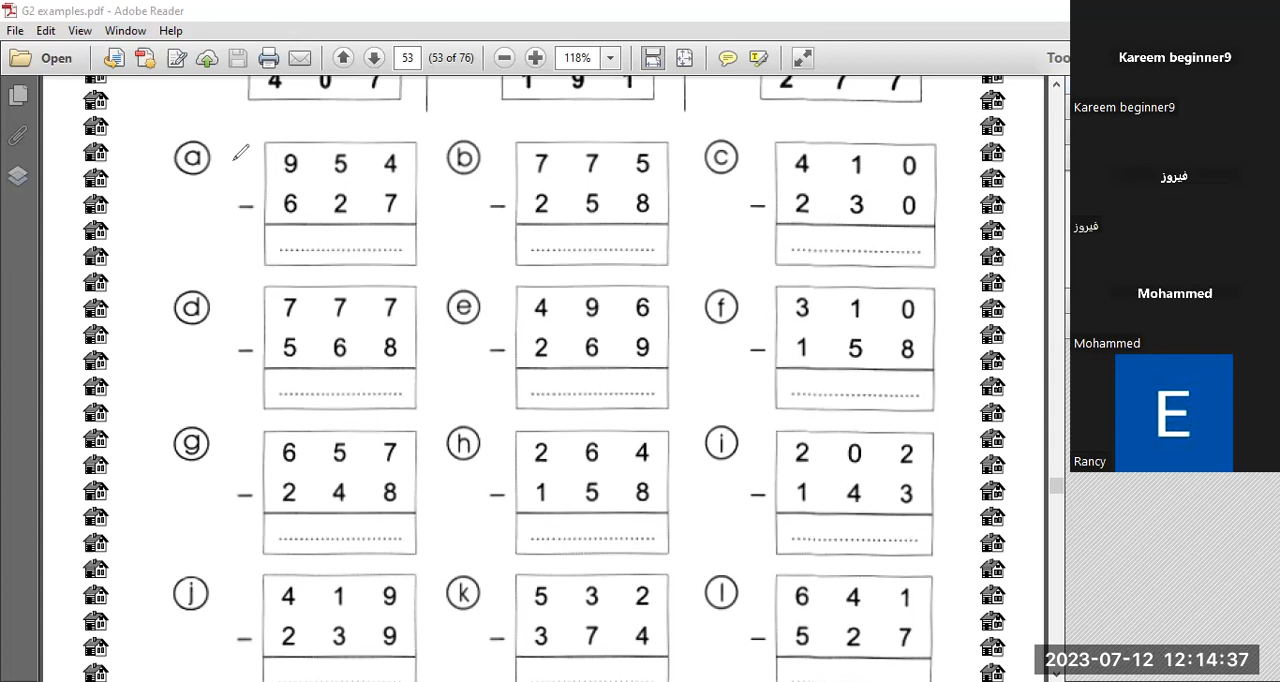 G2 examples.pdf - Adobe Reader
File Edit View Window Help
Open 53 (53 of 76) 118% Too
4 0 7 1 9 1 2 7 7
a 9 5 4 b 7 7 5 c 4 1 0
- 6 2 7 - 2 5 8 - 2 3 0
d 7 7 7 e 4 9 6 f 3 1 0
- 5 6 8 - 2 6 9 - 1 5 8
g 6 5 7 h 2 6 4 i 2 0 2
- 2 4 8 - 1 5 8 - 1 4 3
j 4 1 9 k 5 3 2 l 6 4 1
- 2 3 9 - 3 7 4 - 5 2 7
Kareem beginner9
Kareem beginner9
فيروز
فيروز
Mohammed
Mohammed
E
Rancy
2023-07-12 12:14:37